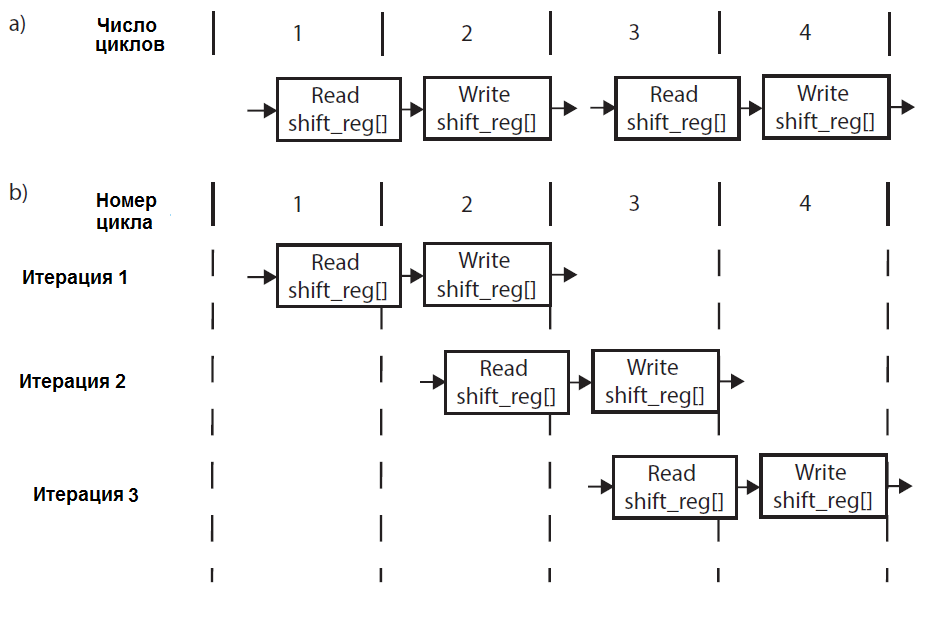 a)
Число
циклов
1 2 3 4
Read
shift_reg[]
Write
shift_reg[]
Read
shift_reg[]
Write
shift_reg[]
b)
Номер
цикла
1 2 3 4
Итерация 1
Read
shift_reg[]
Write
shift_reg[]
Итерация 2
Read
shift_reg[]
Write
shift_reg[]
Итерация 3
Read
shift_reg[]
Write
shift_reg[]